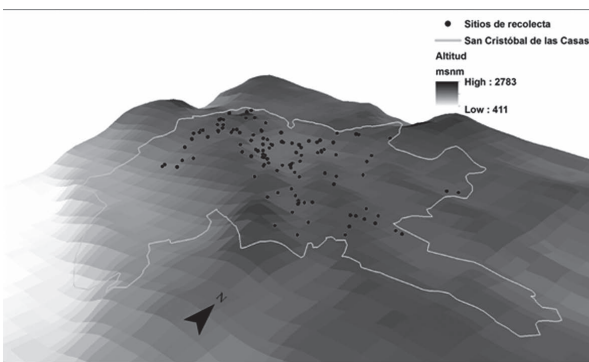 Sitios de recolecta
San Cristóbal de las Casas
Altitud
msnm
High : 2783
Low : 411
N